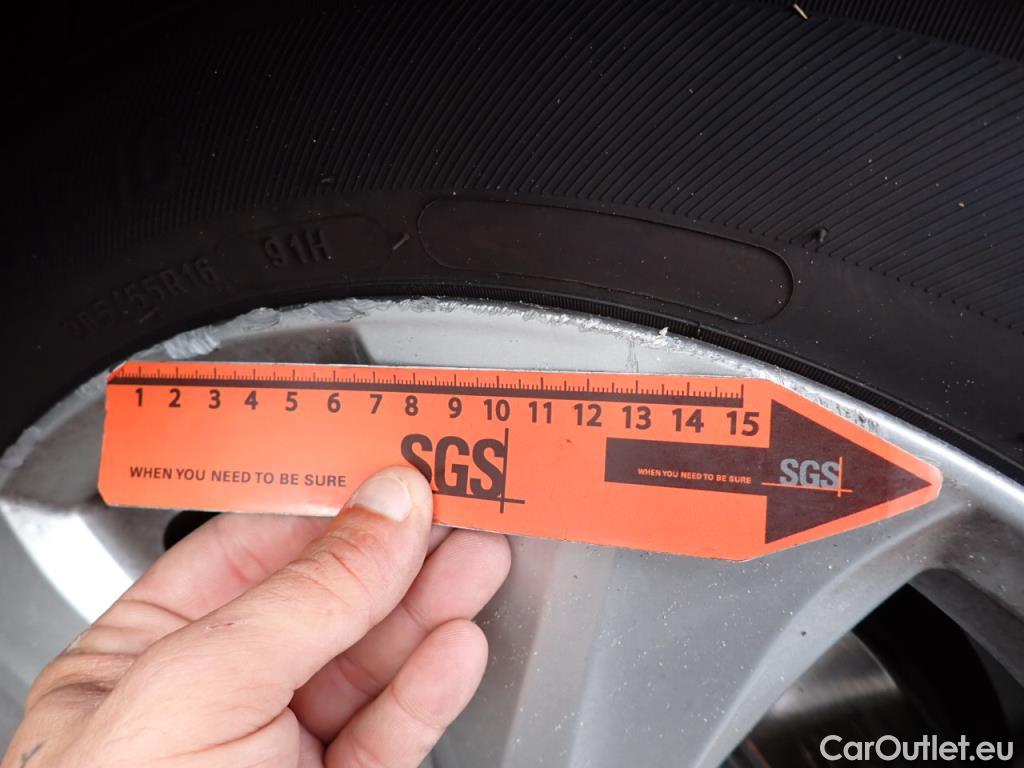 205/55R16 91H
1 2 3 4 5 6 7 8 9 10 11 12 13 14 15
SGS
WHEN YOU NEED TO BE SURE
WHEN YOU NEED TO BE SURE SGS
CarOutlet.eu